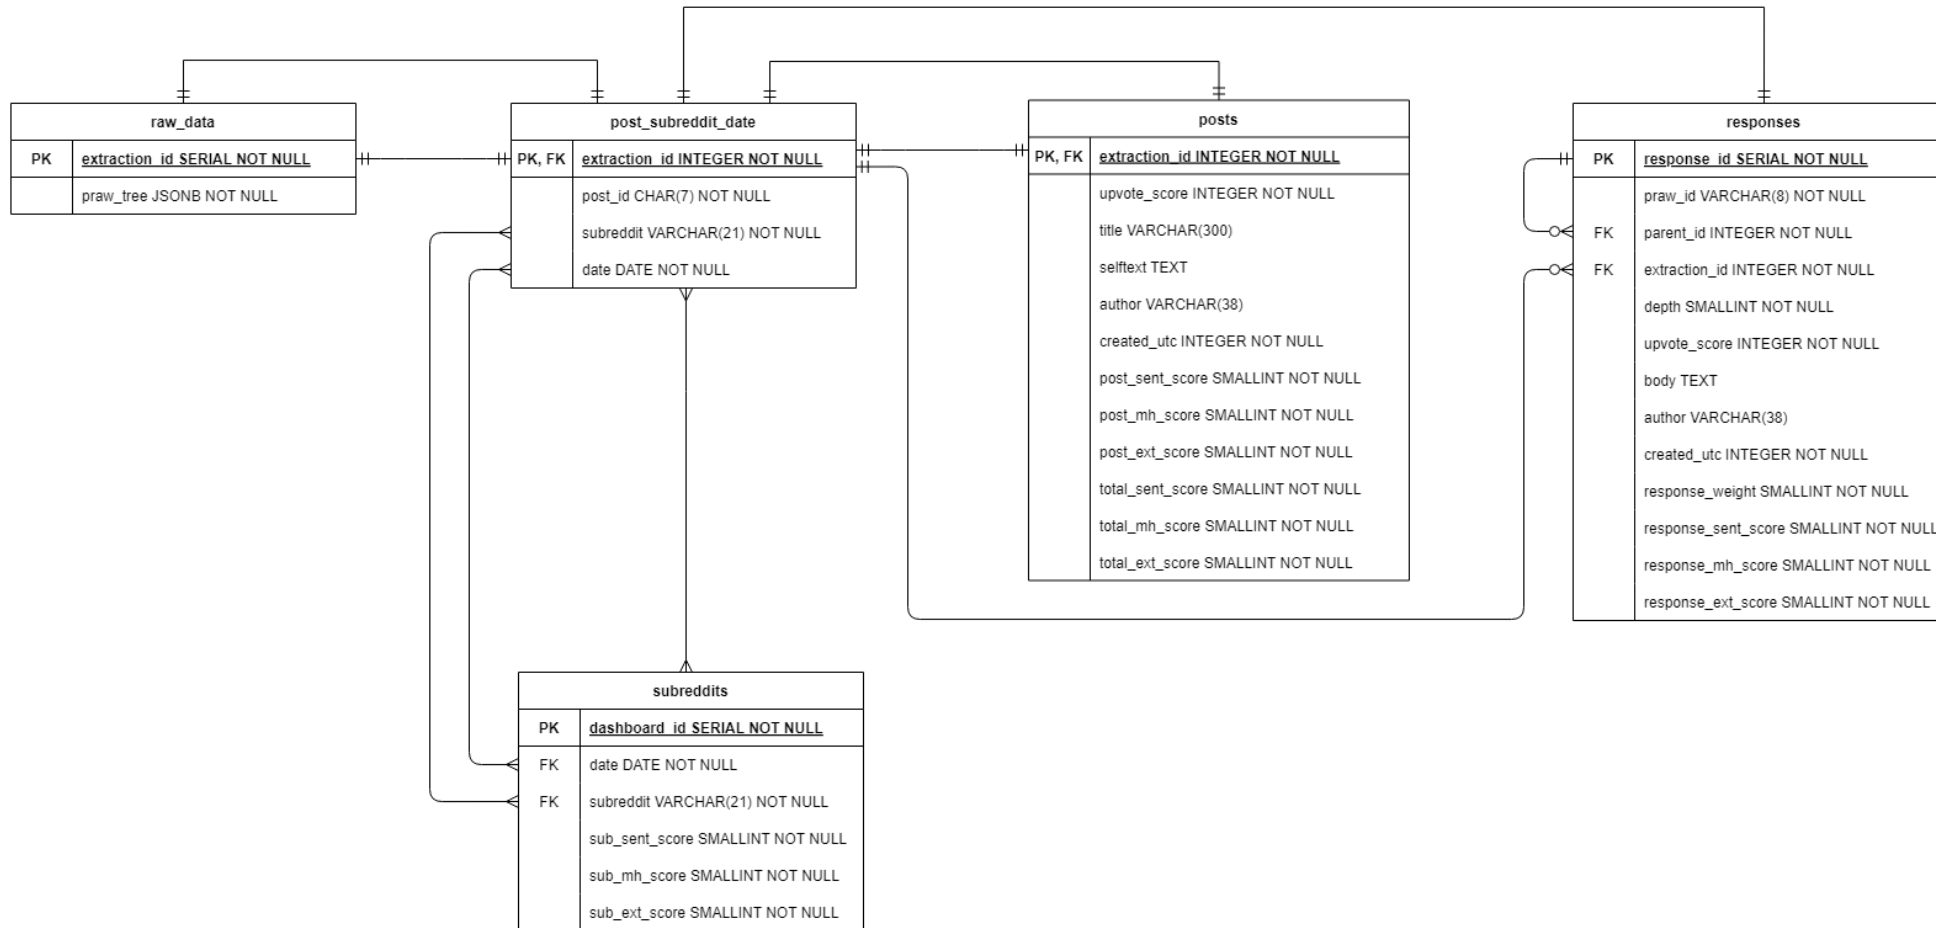 raw_data
PK extraction_id SERIAL NOT NULL
praw_tree JSONB NOT NULL
post_subreddit_date
PK, FK extraction_id INTEGER NOT NULL
post_id CHAR(7) NOT NULL
subreddit VARCHAR(21) NOT NULL
date DATE NOT NULL
posts
PK, FK extraction_id INTEGER NOT NULL
upvote_score INTEGER NOT NULL
title VARCHAR(300)
selftext TEXT
author VARCHAR(38)
created_utc INTEGER NOT NULL
post_sent_score SMALLINT NOT NULL
post_mh_score SMALLINT NOT NULL
post_ext_score SMALLINT NOT NULL
total_sent_score SMALLINT NOT NULL
total_mh_score SMALLINT NOT NULL
total_ext_score SMALLINT NOT NULL
responses
PK response_id SERIAL NOT NULL
praw_id VARCHAR(8) NOT NULL
FK parent_id INTEGER NOT NULL
FK extraction_id INTEGER NOT NULL
depth SMALLINT NOT NULL
upvote_score INTEGER NOT NULL
body TEXT
author VARCHAR(38)
created_utc INTEGER NOT NULL
response_weight SMALLINT NOT NULL
response_sent_score SMALLINT NOT NULL
response_mh_score SMALLINT NOT NULL
response_ext_score SMALLINT NOT NULL
subreddits
PK dashboard_id SERIAL NOT NULL
FK date DATE NOT NULL
FK subreddit VARCHAR(21) NOT NULL
sub_sent_score SMALLINT NOT NULL
sub_mh_score SMALLINT NOT NULL
sub_ext_score SMALLINT NOT NULL